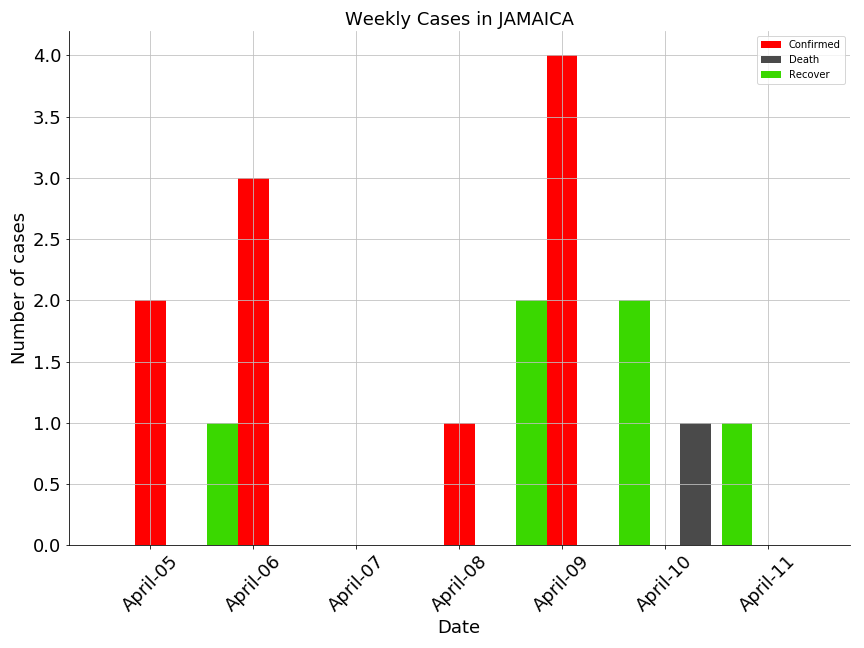 Weekly Cases in JAMAICA
Confirmed
Death
Recover
4.0
3.5
3.0
2.5
2.0
1.5
1.0
0.5
0.0
Number of cases
April-05
April-06
April-07
April-08
April-09
April-10
April-11
Date